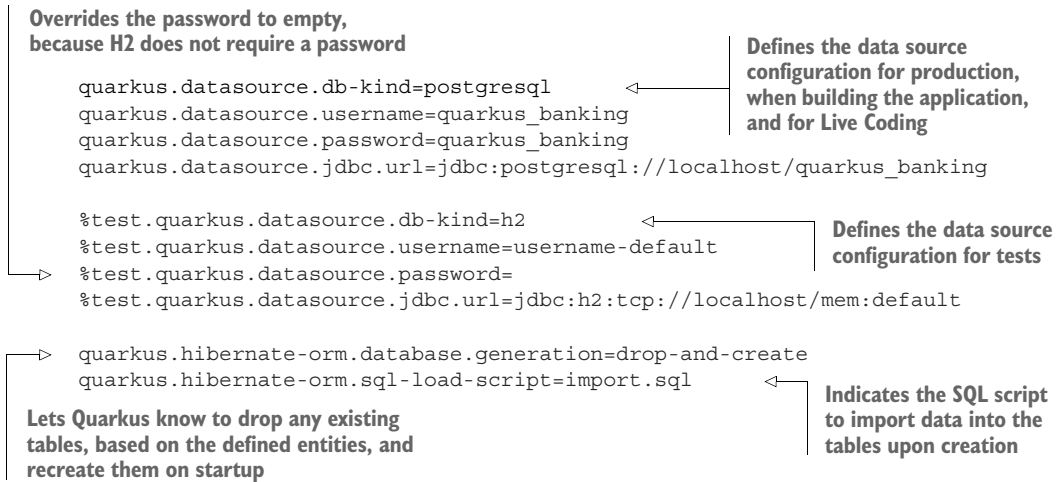 Overrides the password to empty,
because H2 does not require a password
Defines the data source
configuration for production,
when building the application,
and for Live Coding
quarkus.datasource.db-kind=postgresql
quarkus.datasource.username=quarkus_banking
quarkus.datasource.password=quarkus_banking
quarkus.datasource.jdbc.url=jdbc:postgresql://localhost/quarkus_banking
%test.quarkus.datasource.db-kind=h2
%test.quarkus.datasource.username=username-default
%test.quarkus.datasource.password=
%test.quarkus.datasource.jdbc.url=jdbc:h2:tcp://localhost/mem:default
Defines the data source
configuration for tests
quarkus.hibernate-orm.database.generation=drop-and-create
quarkus.hibernate-orm.sql-load-script=import.sql
Indicates the SQL script
to import data into the
tables upon creation
Lets Quarkus know to drop any existing
tables, based on the defined entities, and
recreate them on startup